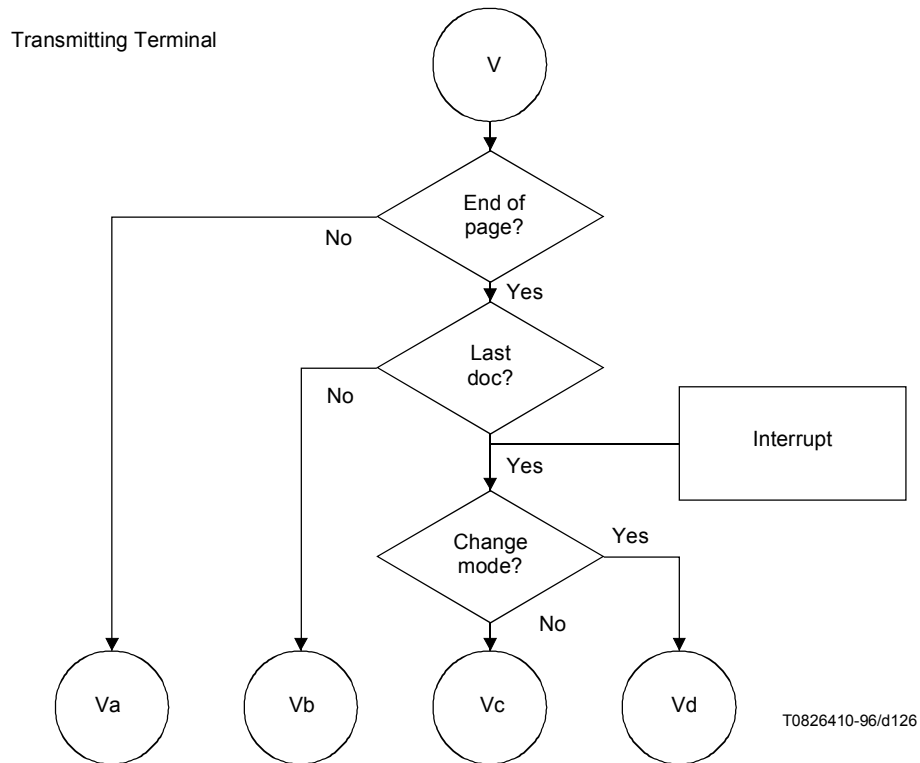 Transmitting Terminal
V
End of
page?
No
Yes
Last
doc?
No
Interrupt
Yes
Change
mode?
Yes
No
Va
Vb
Vc
Vd
T0826410-96/d126